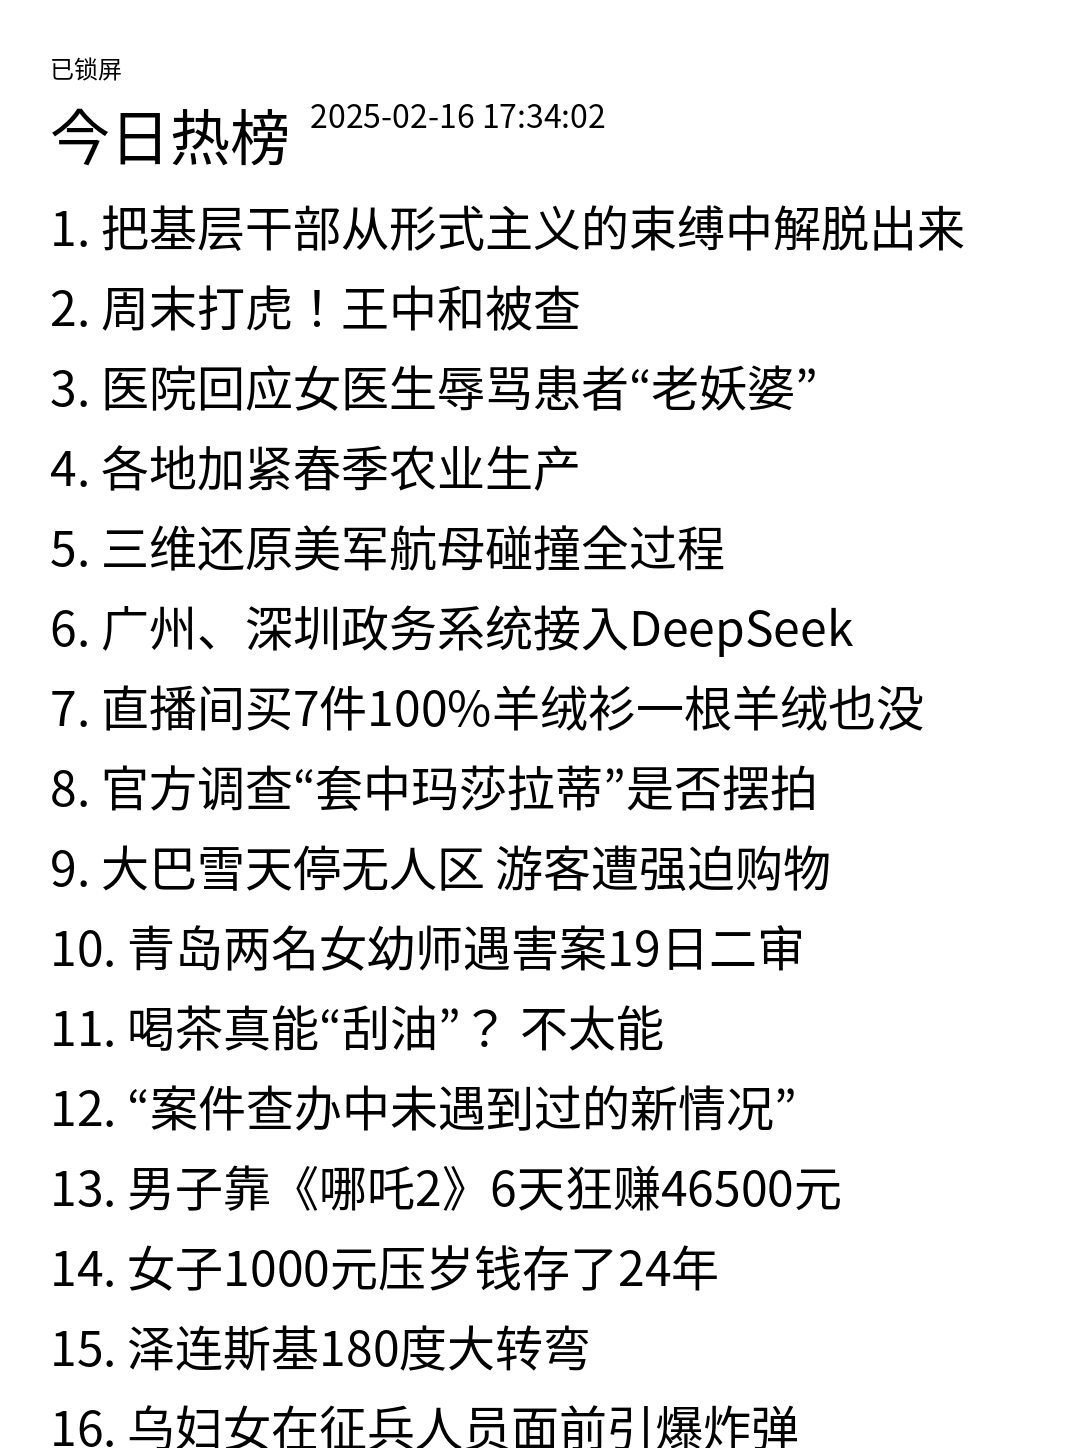 已锁屏
今日热榜 2025-02-16 17:34:02
1. 把基层干部从形式主义的束缚中解脱出来
2. 周末打虎！王中和被查
3. 医院回应女医生辱骂患者“老妖婆”
4. 各地加紧春季农业生产
5. 三维还原美军航母碰撞全过程
6. 广州、深圳政务系统接入DeepSeek
7. 直播间买7件100%羊绒衫一根羊绒也没
8. 官方调查“套中玛莎拉蒂”是否摆拍
9. 大巴雪天停无人区 游客遭强迫购物
10. 青岛两名女幼师遇害案19日二审
11. 喝茶真能“刮油”？ 不太能
12. “案件查办中未遇到过的新情况”
13. 男子靠《哪吒2》6天狂赚46500元
14. 女子1000元压岁钱存了24年
15. 泽连斯基180度大转弯
16. 乌妇女在征兵人员面前引爆炸弹